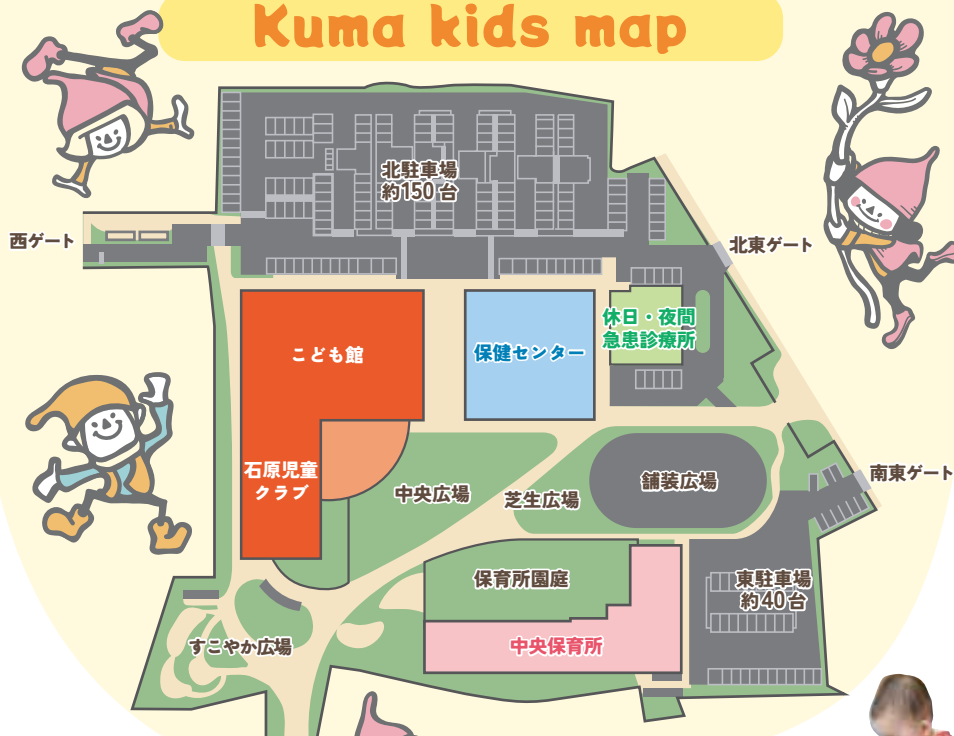 Kuma kids map
北駐車場
約150台
西ゲート
北東ゲート
休日・夜間
急患診療所
こども館
保健センター
石原児童
クラブ
中央広場
芝生広場
舗装広場
南東ゲート
保育所園庭
東駐車場
約40台
すこやか広場
中央保育所